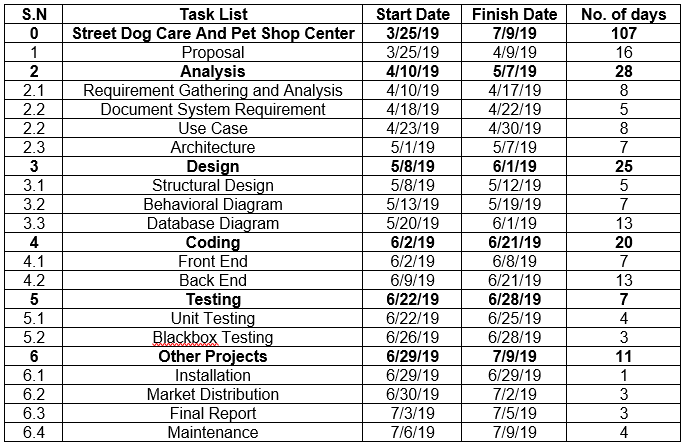 S.N Task List Start Date Finish Date No. of days
0 Street Dog Care And Pet Shop Center 3/25/19 7/9/19 107
1 Proposal 3/25/19 4/9/19 16
2 Analysis 4/10/19 5/7/19 28
2.1 Requirement Gathering and Analysis 4/10/19 4/17/19 8
2.2 Document System Requirement 4/18/19 4/22/19 5
2.2 Use Case 4/23/19 4/30/19 8
2.3 Architecture 5/1/19 5/7/19 7
3 Design 5/8/19 6/1/19 25
3.1 Structural Design 5/8/19 5/12/19 5
3.2 Behavioral Diagram 5/13/19 5/19/19 7
3.3 Database Diagram 5/20/19 6/1/19 13
4 Coding 6/2/19 6/21/19 20
4.1 Front End 6/2/19 6/8/19 7
4.2 Back End 6/9/19 6/21/19 13
5 Testing 6/22/19 6/28/19 7
5.1 Unit Testing 6/22/19 6/25/19 4
5.2 Blackbox Testing 6/26/19 6/28/19 3
6 Other Projects 6/29/19 7/9/19 11
6.1 Installation 6/29/19 6/29/19 1
6.2 Market Distribution 6/30/19 7/2/19 3
6.3 Final Report 7/3/19 7/5/19 3
6.4 Maintenance 7/6/19 7/9/19 4